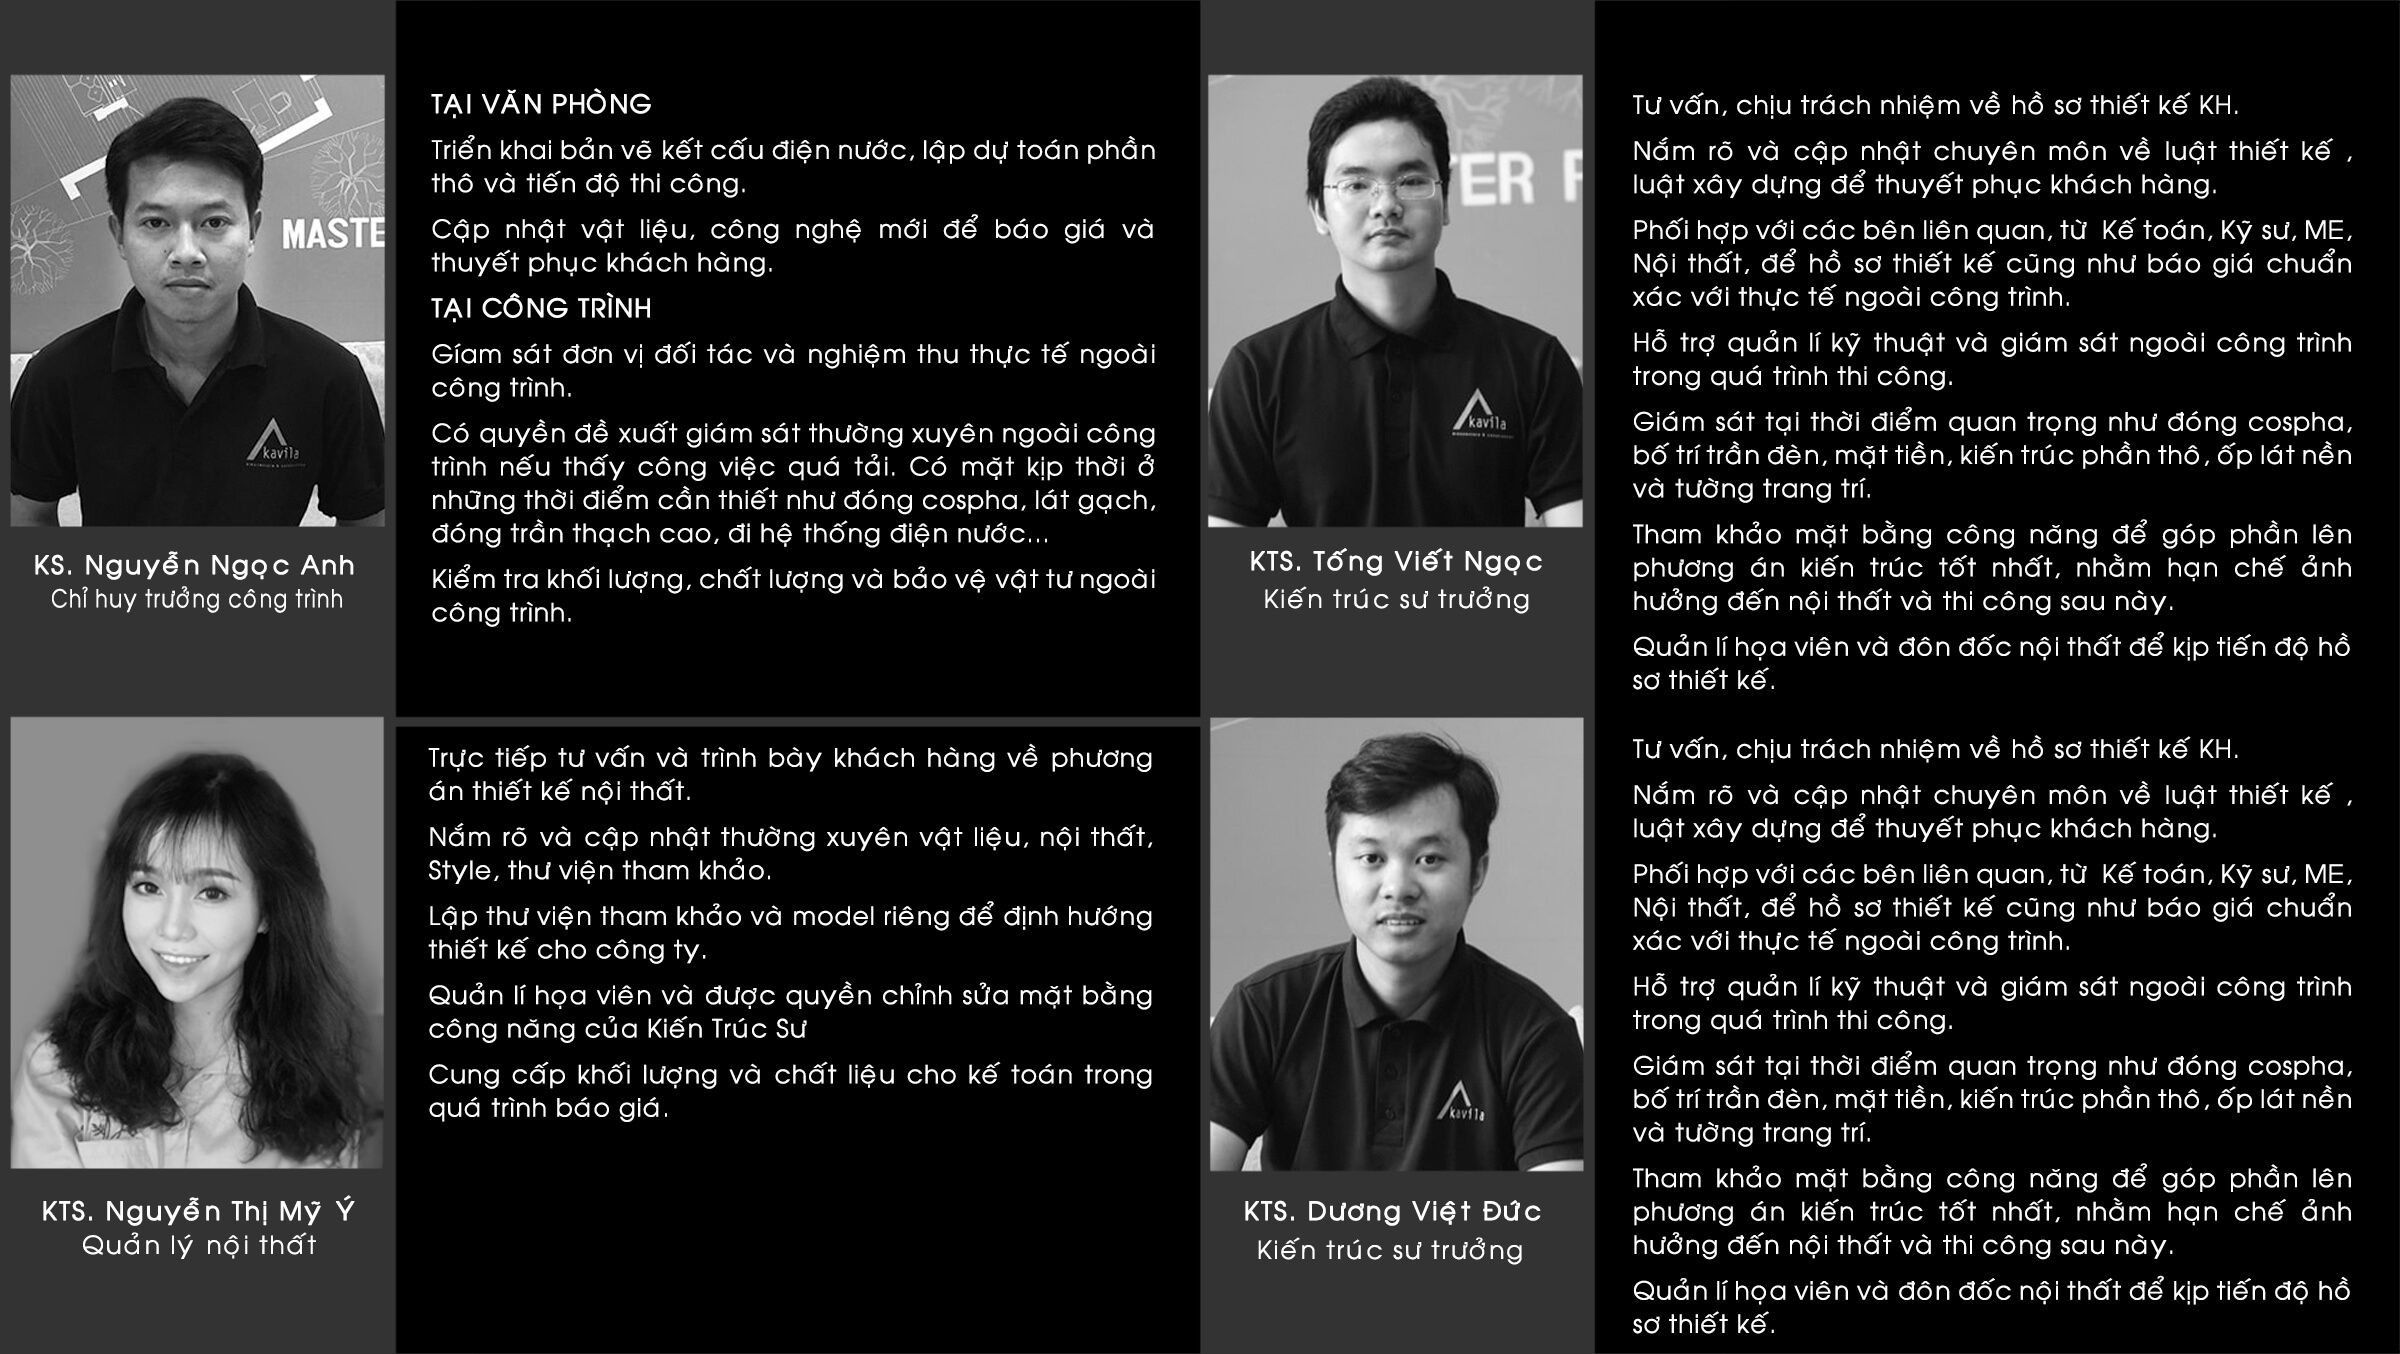 MASTE
kavila
KS. Nguyễn Ngọc Anh
Chỉ huy trưởng công trình
TẠI VĂN PHÒNG
Triển khai bản vẽ kết cấu điện nước, lập dự toán phần
thô và tiến độ thi công.
Cập nhật vật liệu, công nghệ mới để báo giá và
thuyết phục khách hàng.
TẠI CÔNG TRÌNH
Gíam sát đơn vị đối tác và nghiệm thu thực tế ngoài
công trình.
Có quyền đề xuất giám sát thường xuyên ngoài công
trình nếu thấy công việc quá tải. Có mặt kịp thời ở
những thời điểm cần thiết như đóng cospha, lát gạch,
đóng trần thạch cao, đi hệ thống điện nước...
Kiểm tra khối lượng, chất lượng và bảo vệ vật tư ngoài
công trình.
TER F
kavila
KTS. Tống Viết Ngọc
Kiến trúc sư trưởng
Tư vấn, chịu trách nhiệm về hồ sơ thiết kế KH.
Nắm rõ và cập nhật chuyên môn về luật thiết kế ,
luật xây dựng để thuyết phục khách hàng.
Phối hợp với các bên liên quan, từ Kế toán, Kỹ sư, ME,
Nội thất, để hồ sơ thiết kế cũng như báo giá chuẩn
xác với thực tế ngoài công trình.
Hỗ trợ quản lí kỹ thuật và giám sát ngoài công trình
trong quá trình thi công.
Giám sát tại thời điểm quan trọng như đóng cospha,
bố trí trần đèn, mặt tiền, kiến trúc phần thô, ốp lát nền
và tường trang trí.
Tham khảo mặt bằng công năng để góp phần lên
phương án kiến trúc tốt nhất, nhằm hạn chế ảnh
hưởng đến nội thất và thi công sau này.
Quản lí họa viên và đôn đốc nội thất để kịp tiến độ hồ
sơ thiết kế.
KTS. Nguyễn Thị Mỹ Ý
Quản lý nội thất
Trực tiếp tư vấn và trình bày khách hàng về phương
án thiết kế nội thất.
Nắm rõ và cập nhật thường xuyên vật liệu, nội thất,
Style, thư viện tham khảo.
Lập thư viện tham khảo và model riêng để định hướng
thiết kế cho công ty.
Quản lí họa viên và được quyền chỉnh sửa mặt bằng
công năng của Kiến Trúc Sư
Cung cấp khối lượng và chất liệu cho kế toán trong
quá trình báo giá.
kavila
KTS. Dương Việt Đức
Kiến trúc sư trưởng
Tư vấn, chịu trách nhiệm về hồ sơ thiết kế KH.
Nắm rõ và cập nhật chuyên môn về luật thiết kế ,
luật xây dựng để thuyết phục khách hàng.
Phối hợp với các bên liên quan, từ Kế toán, Kỹ sư, ME,
Nội thất, để hồ sơ thiết kế cũng như báo giá chuẩn
xác với thực tế ngoài công trình.
Hỗ trợ quản lí kỹ thuật và giám sát ngoài công trình
trong quá trình thi công.
Giám sát tại thời điểm quan trọng như đóng cospha,
bố trí trần đèn, mặt tiền, kiến trúc phần thô, ốp lát nền
và tường trang trí.
Tham khảo mặt bằng công năng để góp phần lên
phương án kiến trúc tốt nhất, nhằm hạn chế ảnh
hưởng đến nội thất và thi công sau này.
Quản lí họa viên và đôn đốc nội thất để kịp tiến độ hồ
sơ thiết kế.